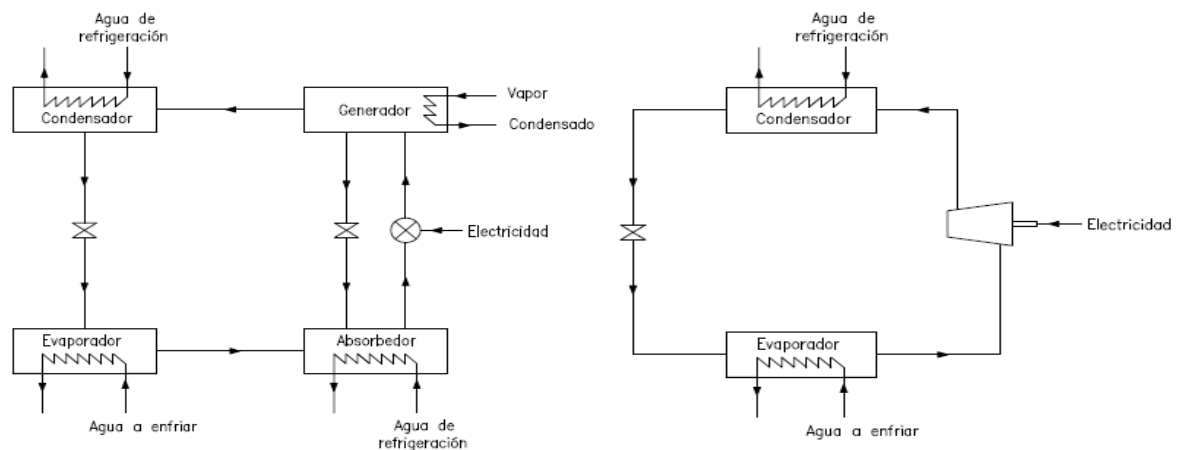 Agua de
refrigeración
Condensador
Generador
Vapor
Condensado
Electricidad
Evaporador
Absorbedor
Agua a enfriar
Agua de
refrigeración
Agua de
refrigeración
Condensador
Electricidad
Evaporador
Agua a enfriar